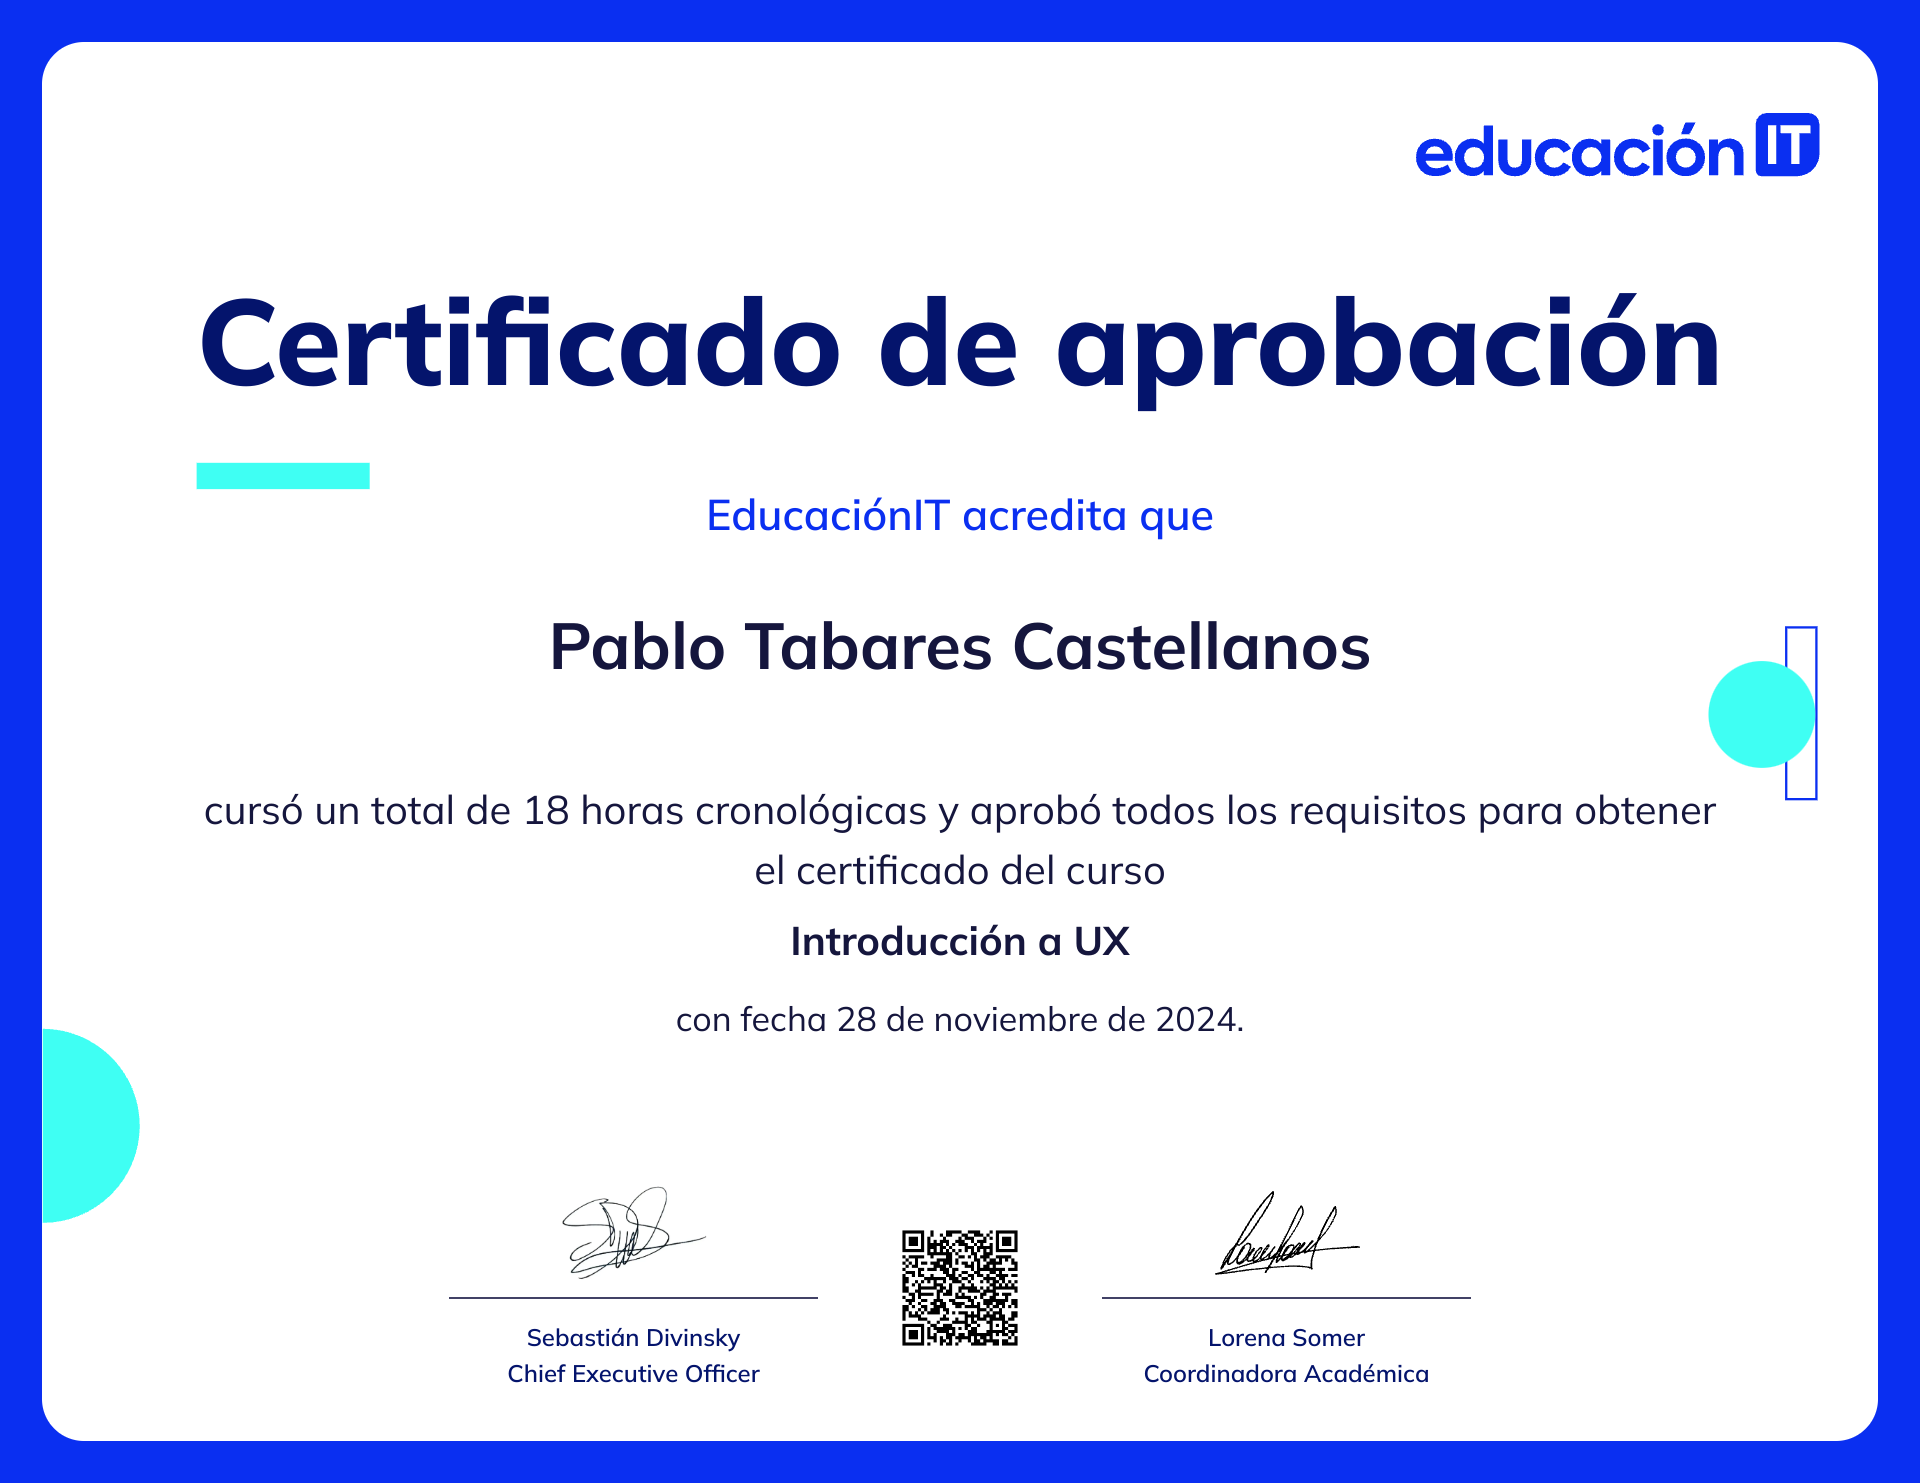 educación IT
Certificado de aprobación
EducaciónIT acredita que
Pablo Tabares Castellanos
cursó un total de 18 horas cronológicas y aprobó todos los requisitos para obtener
el certificado del curso
Introducción a UX
con fecha 28 de noviembre de 2024.
Sebastián Divinsky
Chief Executive Officer
Lorena Somer
Coordinadora Académica